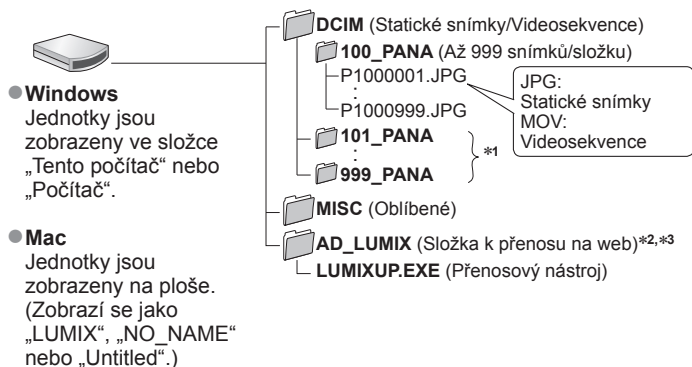 ●Windows
Jednotky jsou
zobrazeny ve složce
„Tento počítač“ nebo
„Počítač“.
●Mac
Jednotky jsou
zobrazeny na ploše.
(Zobrazí se jako
„LUMIX“, „NO_NAME“
nebo „Untitled“.)
DCIM (Statické snímky/Videosekvence)
100_PANA (Až 999 snímků/složku)
P1000001.JPG
:
P1000999.JPG
JPG:
Statické snímky
MOV:
Videosekvence
101_PANA
:
999_PANA
*1
MISC (Oblíbené)
AD_LUMIX (Složka k přenosu na web)*2,*3
LUMIXUP.EXE (Přenosový nástroj)